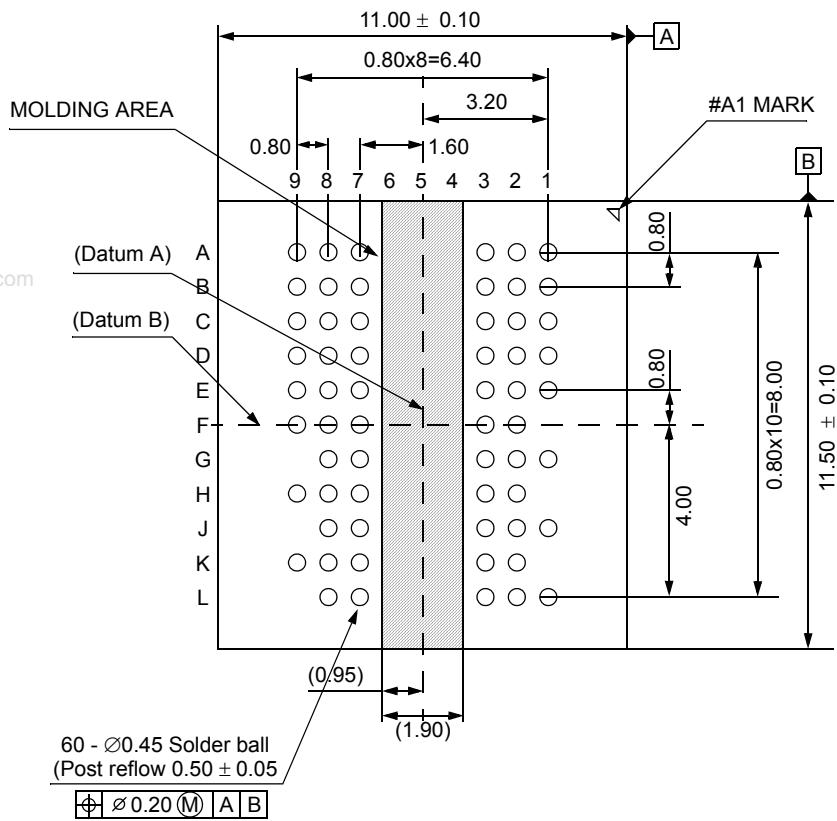 11.00 ± 0.10
A
0.80x8=6.40
3.20
MOLDING AREA
#A1 MARK
0.80
1.60
B
9 8 7 6 5 4 3 2 1
0.80
A
(Datum A)
com
B
(Datum B)
C
D
E
0.80
F
G
H
J
K
L
4.00
0.80x10=8.00
11.50 ± 0.10
(0.95)
(1.90)
60 - ∅0.45 Solder ball
(Post reflow 0.50 ± 0.05
⌖ ⌀ 0.20 Ⓜ A B